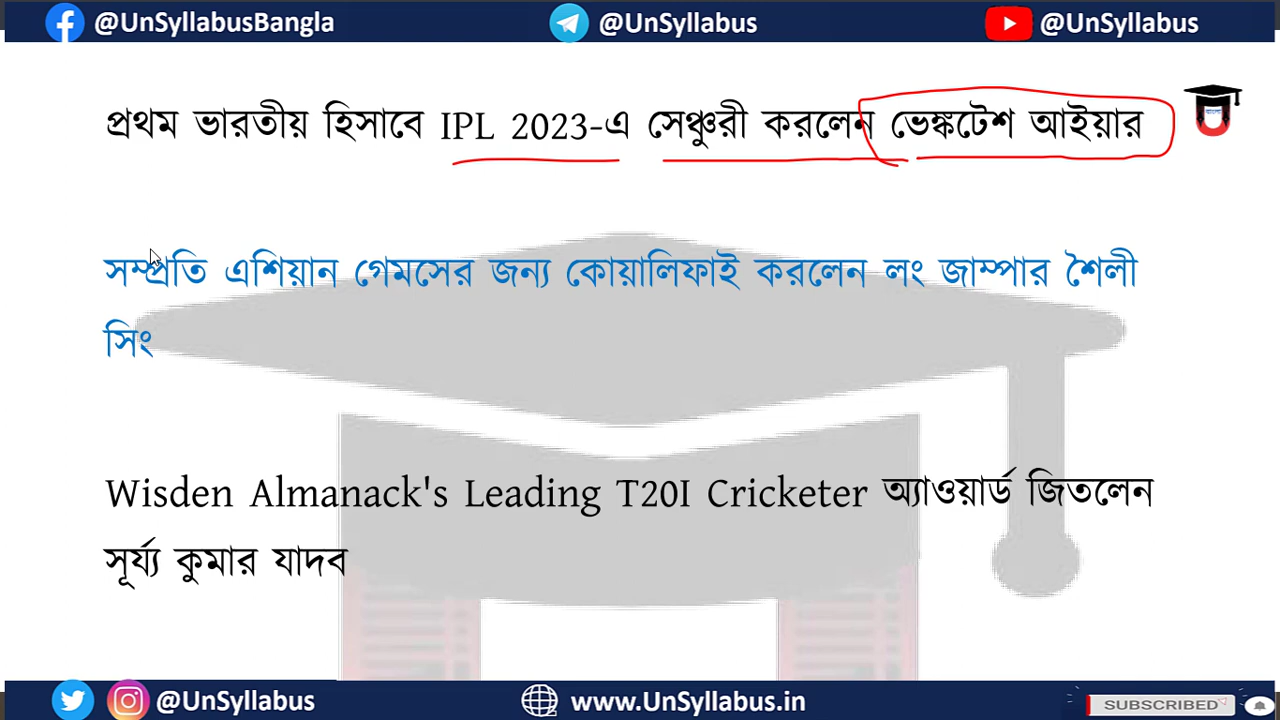 @UnSyllabusBangla @UnSyllabus @UnSyllabus
প্রথম ভারতীয় হিসাবে IPL 2023-এ সেঞ্চুরী করলেন ভেঙ্কটেশ আইয়ার
সম্প্রতি এশিয়ান গেমসের জন্য কোয়ালিফাই করলেন লং জাম্পার শৈলী
সিং
Wisden Almanack's Leading T20I Cricketer অ্যাওয়ার্ড জিতলেন
সূর্য্য কুমার যাদব
@UnSyllabus www.UnSyllabus.in SUBSCRIBED